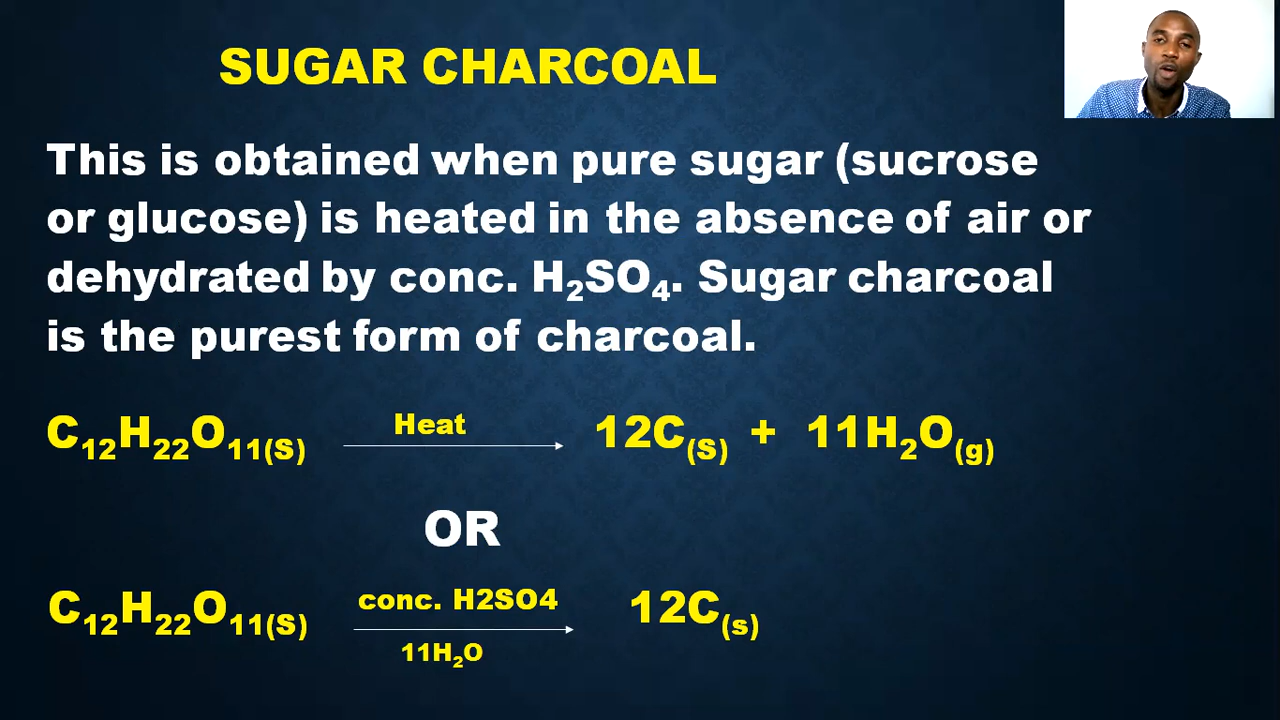 SUGAR CHARCOAL
This is obtained when pure sugar (sucrose
or glucose) is heated in the absence of air or
dehydrated by conc. H₂SO₄. Sugar charcoal
is the purest form of charcoal.
Heat
C₁₂H₂₂O₁₁₍S₎ 12C₍S₎ + 11H₂O₍g₎
OR
conc. H2SO4
C₁₂H₂₂O₁₁₍S₎ 12C₍s₎
11H₂O